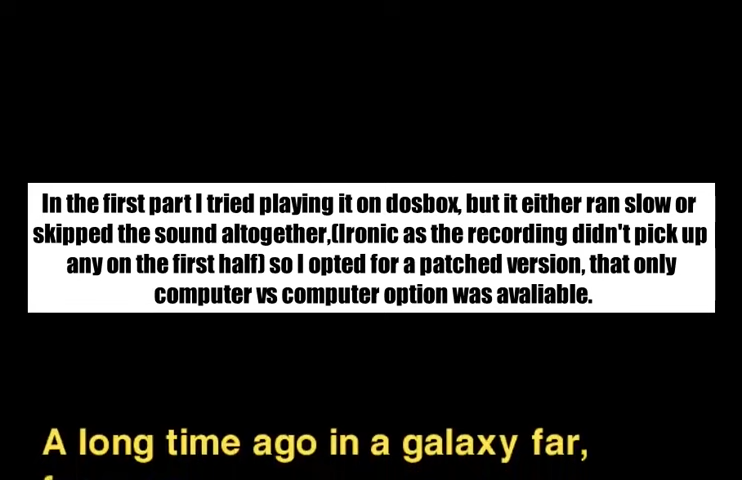 In the first part I tried playing it on dosbox, but it either ran slow or
skipped the sound altogether,(Ironic as the recording didn't pick up
any on the first half) so I opted for a patched version, that only
computer vs computer option was avaliable.
A long time ago in a galaxy far,